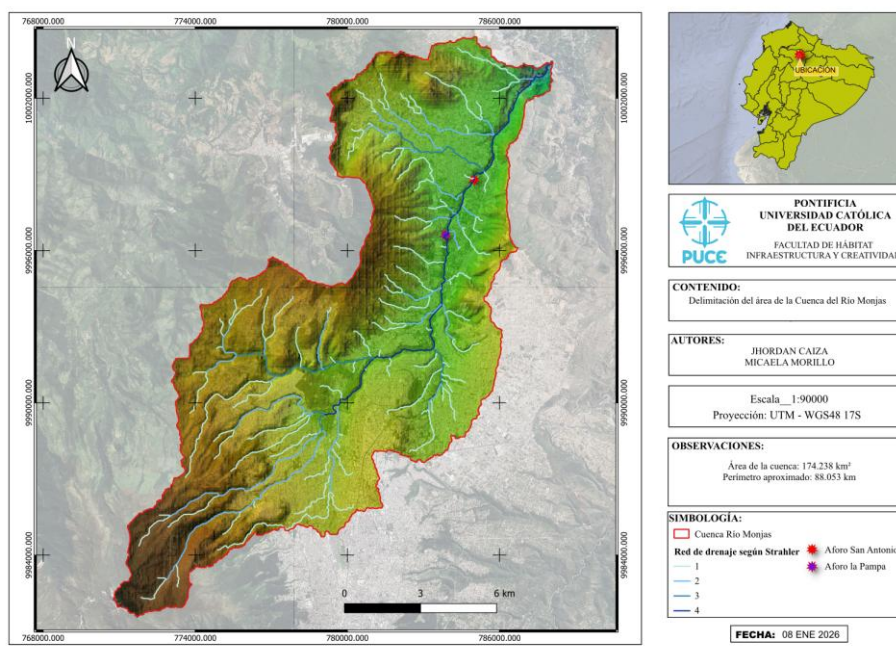 768000.000 774000.000 780000.000 786000.000
N
10002000.000
9996000.000
9990000.000
9984000.000
10002000.000
9996000.000
9990000.000
9984000.000
0 3 6 km
768000.000 774000.000 780000.000 786000.000
UBICACIÓN
PUCE
PONTIFICIA
UNIVERSIDAD CATÓLICA
DEL ECUADOR
FACULTAD DE HÁBITAT
INFRAESTRUCTURA Y CREATIVIDA
CONTENIDO:
Delimitación del área de la Cuenca del Río Monjas
AUTORES:
JHORDAN CAIZA
MICAELA MORILLO
Escala__1:90000
Proyección: UTM - WGS48 17S
OBSERVACIONES:
Área de la cuenca: 174.238 km²
Perímetro aproximado: 88.053 km
SIMBOLOGÍA:
Cuenca Río Monjas
Red de drenaje según Strahler
1
2
3
4
Aforo San Antonio
Aforo la Pampa
FECHA: 08 ENE 2026